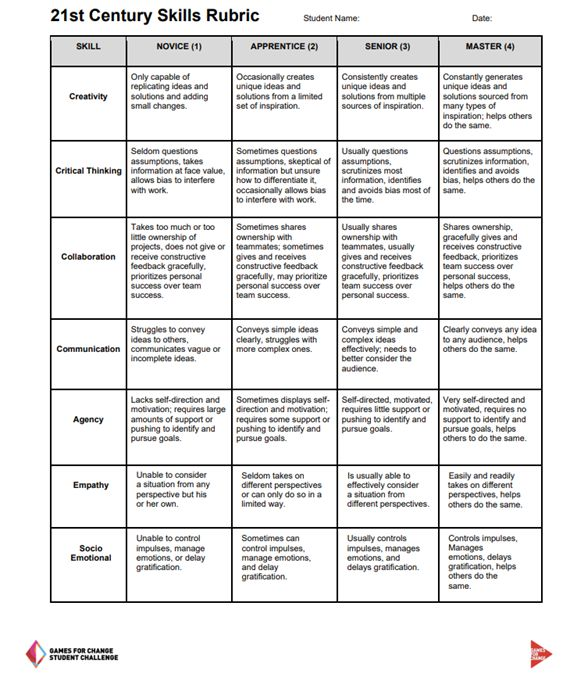 21st Century Skills Rubric
Student Name:
Date:
SKILL
NOVICE (1)
APPRENTICE (2)
SENIOR (3)
MASTER (4)
Creativity
Only capable of
replicating ideas and
solutions and adding
small changes.
Occasionally creates
unique ideas and
solutions from a limited
set of inspiration.
Consistently creates
unique ideas and
solutions from multiple
sources of inspiration.
Constantly generates
unique ideas and
solutions sourced from
many types of
inspiration; helps others
do the same.
Critical Thinking
Seldom questions
assumptions, takes
information at face value,
allows bias to interfere
with work.
Sometimes questions
assumptions, skeptical of
information but unsure
how to differentiate it,
occasionally allows bias
to interfere with work.
Usually questions
assumptions,
scrutinizes most
information, identifies
and avoids bias most of
the time.
Questions assumptions,
scrutinizes information,
identifies and avoids
bias, helps others do the
same.
Collaboration
Takes too much or too
little ownership of
projects, does not give or
receive constructive
feedback gracefully,
prioritizes personal
success over team
success.
Sometimes shares
ownership with
teammates; sometimes
gives and receives
constructive feedback
gracefully, may prioritize
personal success over
team success.
Usually shares
ownership with
teammates, usually
gives and receives
constructive feedback
gracefully, prioritizes
team success over
personal success.
Shares ownership,
gracefully gives and
receives constructive
feedback, prioritizes
team success over
personal success,
helps others do the
same.
Communication
Struggles to convey
ideas to others,
communicates vague or
incomplete ideas.
Conveys simple ideas
clearly, struggles with
more complex ones.
Conveys simple and
complex ideas
effectively; needs to
better consider the
audience.
Clearly conveys any idea
to any audience, helps
others do the same.
Agency
Lacks self-direction and
motivation; requires large
amounts of support or
pushing to identify and
pursue goals.
Sometimes displays self-
direction and motivation;
requires some support or
pushing to identify and
pursue goals.
Self-directed, motivated,
requires little support or
pushing to identify and
pursue goals.
Very self-directed and
motivated, requires no
support to identify and
pursue goals, helps
others to do the same.
Empathy
Unable to consider
a situation from any
perspective but his
or her own.
Seldom takes on
different perspectives
or can only do so in a
limited way.
Is usually able to
effectively consider
a situation from
different perspectives.
Easily and readily
takes on different
perspectives, helps
others do the same.
Socio
Emotional
Unable to control
impulses, manage
emotions, or delay
gratification.
Sometimes can
control impulses,
manage emotions,
and delay
gratification.
Usually controls
impulses, manages
emotions, and
delays gratification.
Controls impulses,
Manages
emotions, delays
gratification, helps
others do the
same.
GAMES FOR CHANGE
STUDENT CHALLENGE
GAMES
FOR
CHANGE